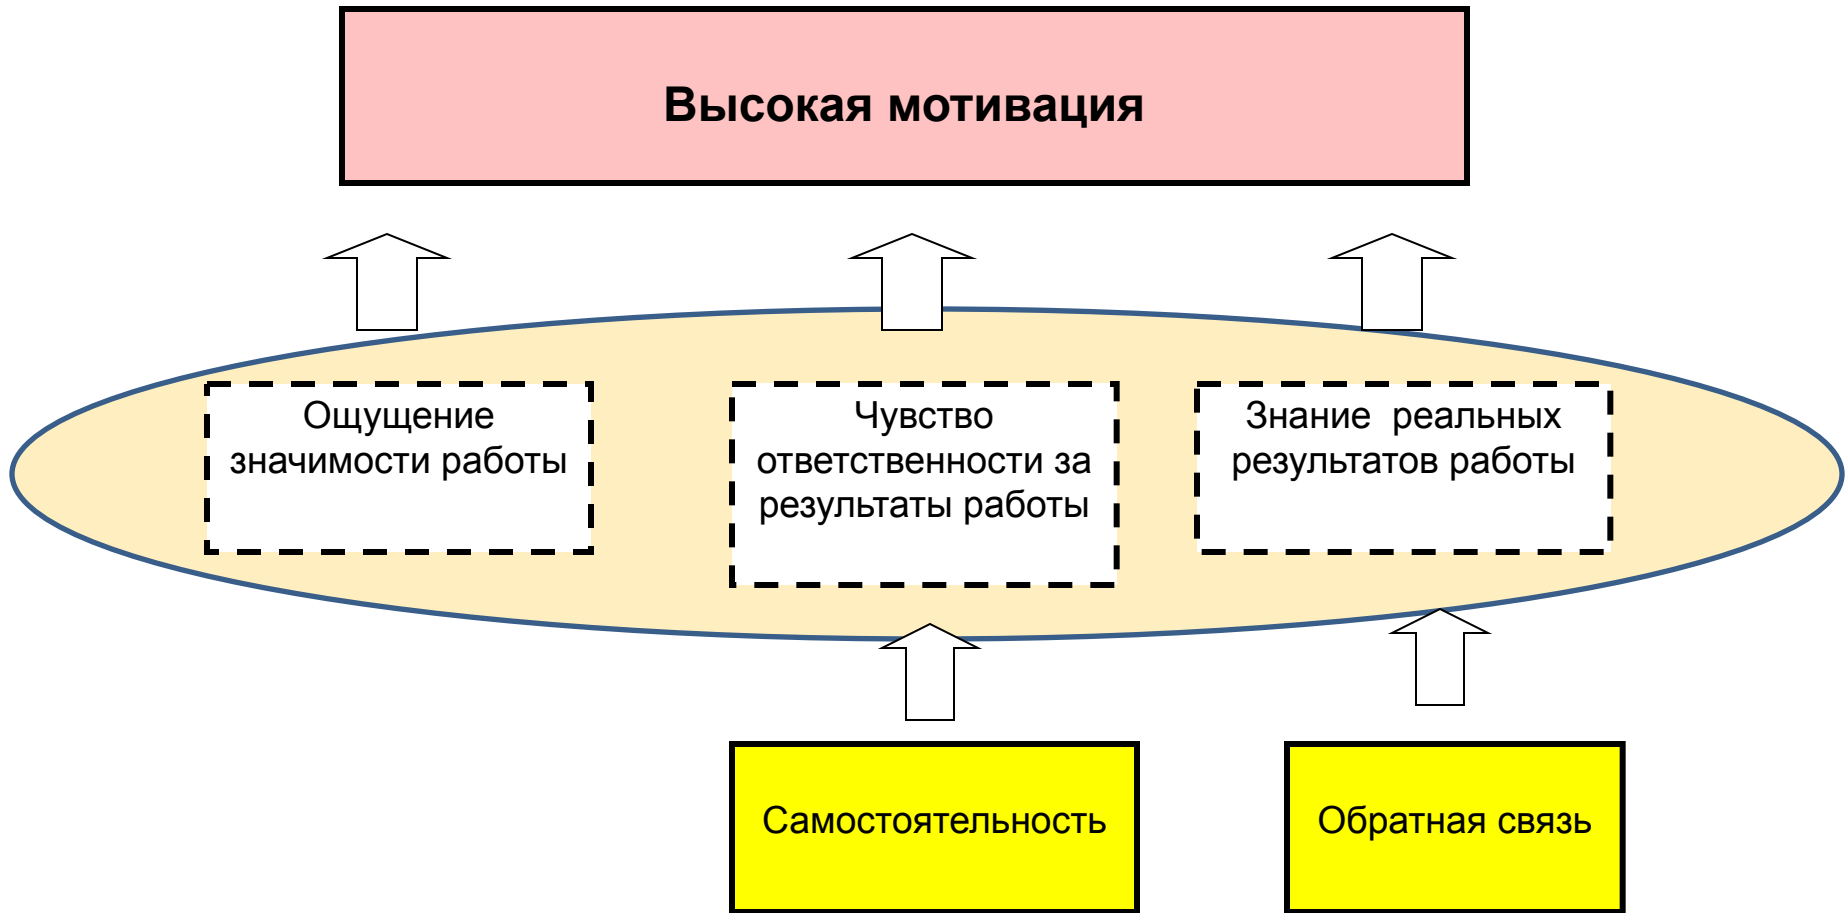 Высокая мотивация
Ощущение
значимости работы
Чувство
ответственности за
результаты работы
Знание  реальных
результатов работы
Самостоятельность
Обратная связь